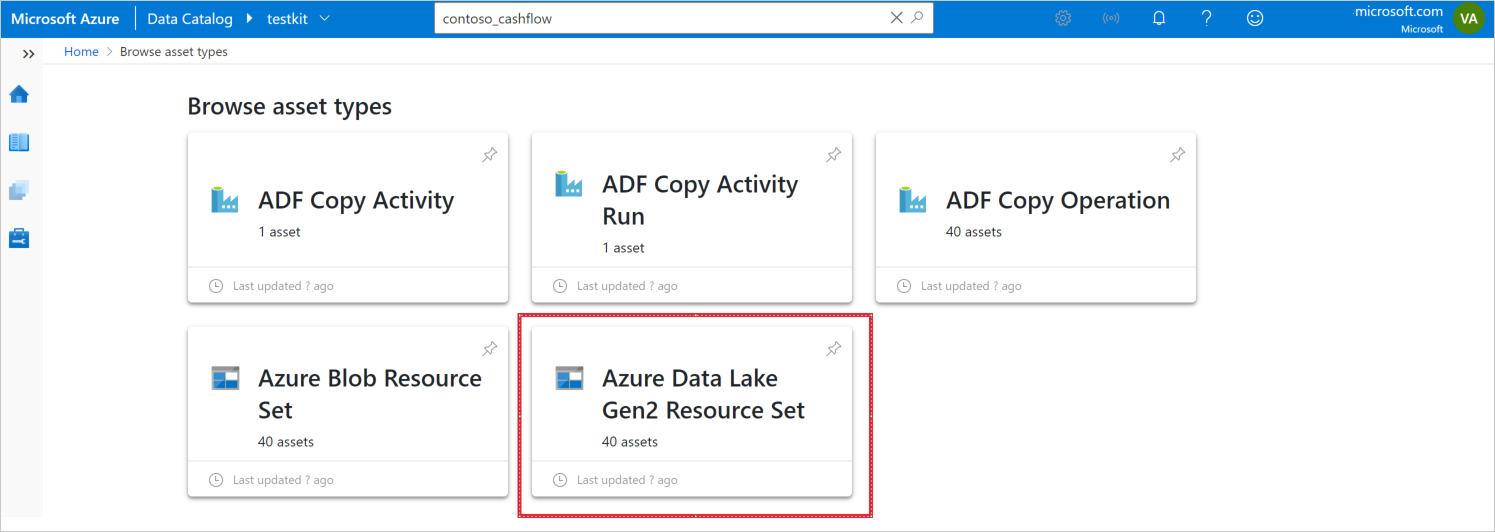 Microsoft Azure Data Catalog testkit contoso_cashflow .microsoft.com VA
Microsoft
Home > Browse asset types
Browse asset types
ADF Copy Activity
1 asset
Last updated ? ago
ADF Copy Activity
Run
1 asset
Last updated ? ago
ADF Copy Operation
40 assets
Last updated ? ago
Azure Blob Resource
Set
40 assets
Last updated ? ago
Azure Data Lake
Gen2 Resource Set
40 assets
Last updated ? ago